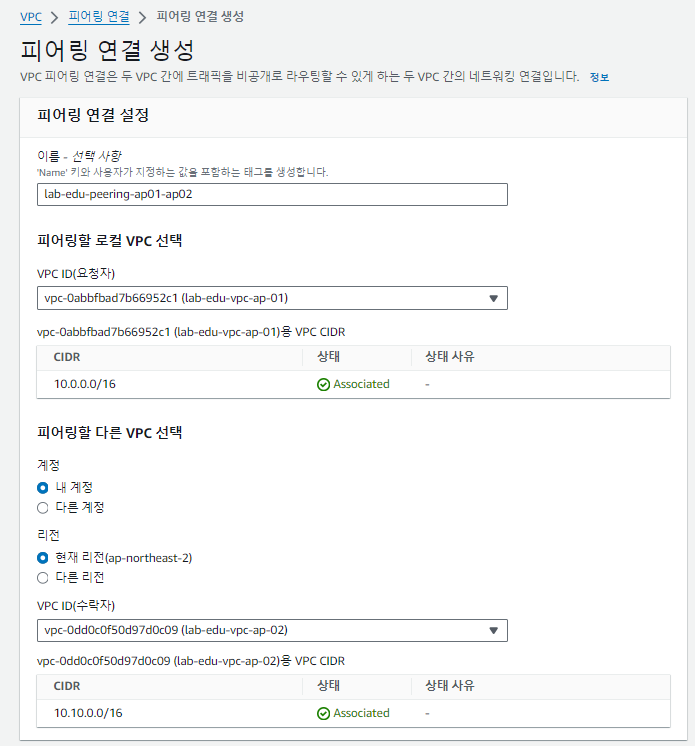 VPC > 피어링 연결 > 피어링 연결 생성
피어링 연결 생성
VPC 피어링 연결은 두 VPC 간에 트래픽을 비공개로 라우팅할 수 있게 하는 두 VPC 간의 네트워킹 연결입니다. 정보
피어링 연결 설정
이름 - 선택 사항
'Name' 키와 사용자가 지정하는 값을 포함하는 태그를 생성합니다.
lab-edu-peering-ap01-ap02
피어링할 로컬 VPC 선택
VPC ID(요청자)
vpc-0abbfbad7b66952c1 (lab-edu-vpc-ap-01)
vpc-0abbfbad7b66952c1 (lab-edu-vpc-ap-01)용 VPC CIDR
CIDR 상태 상태 사유
10.0.0.0/16 Associated -
피어링할 다른 VPC 선택
계정
내 계정
다른 계정
리전
현재 리전(ap-northeast-2)
다른 리전
VPC ID(수락자)
vpc-0dd0c0f50d97d0c09 (lab-edu-vpc-ap-02)
vpc-0dd0c0f50d97d0c09 (lab-edu-vpc-ap-02)용 VPC CIDR
CIDR 상태 상태 사유
10.10.0.0/16 Associated -